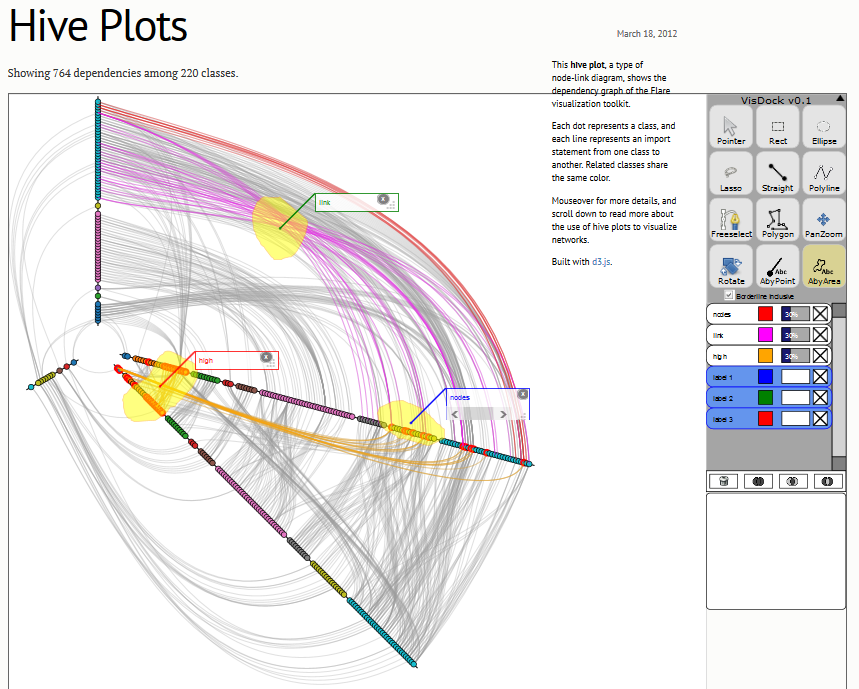 Hive Plots
March 18, 2012
Showing 764 dependencies among 220 classes.
This hive plot, a type of
node-link diagram, shows the
dependency graph of the Flare
visualization toolkit.
Each dot represents a class, and
each line represents an import
statement from one class to
another. Related classes share
the same color.
Mouseover for more details, and
scroll down to read more about
the use of hive plots to visualize
networks.
Built with d3.js.
link
X
high
X
nodes
X
VisDock v0.1
Pointer
Rect
Ellipse
Lasso
Straight
Polyline
Freeselect
Polygon
PanZoom
Rotate
Abc
AbyPoint
Abc
AbyArea
Borderline inclusive
nodes 30%
link 30%
high 30%
label 1
label 2
label 3